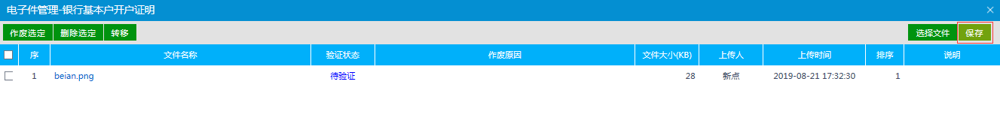 电子件管理-银行基本户开户证明
作废选定 删除选定 转移 选择文件 保存
序 文件名称 验证状态 作废原因 文件大小(KB) 上传人 上传时间 排序 说明
1 beian.png 待验证 28 新点 2019-08-21 17:32:30 1